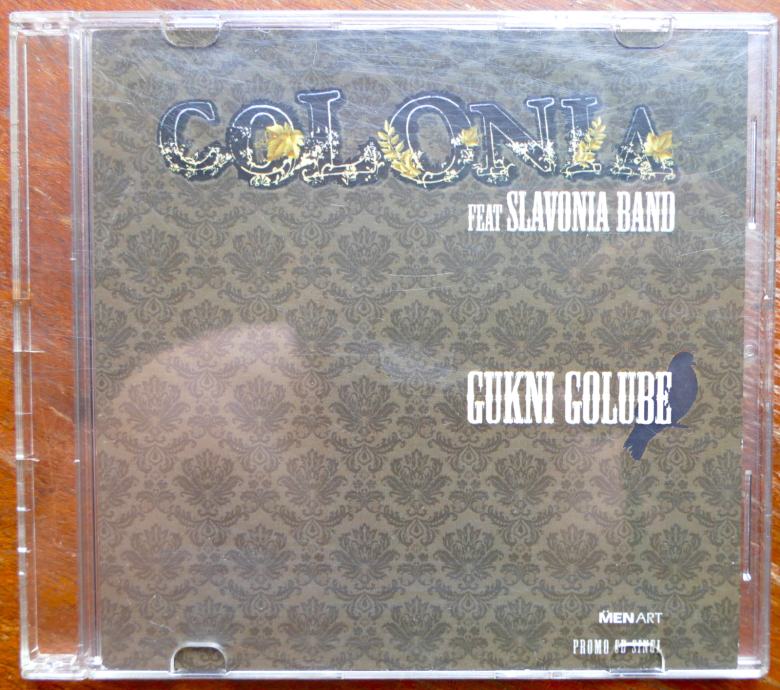 COLONIA
FEAT SLAVONIA BAND
GUKNI GOLUBE
MENART
PROMO CD SINGL